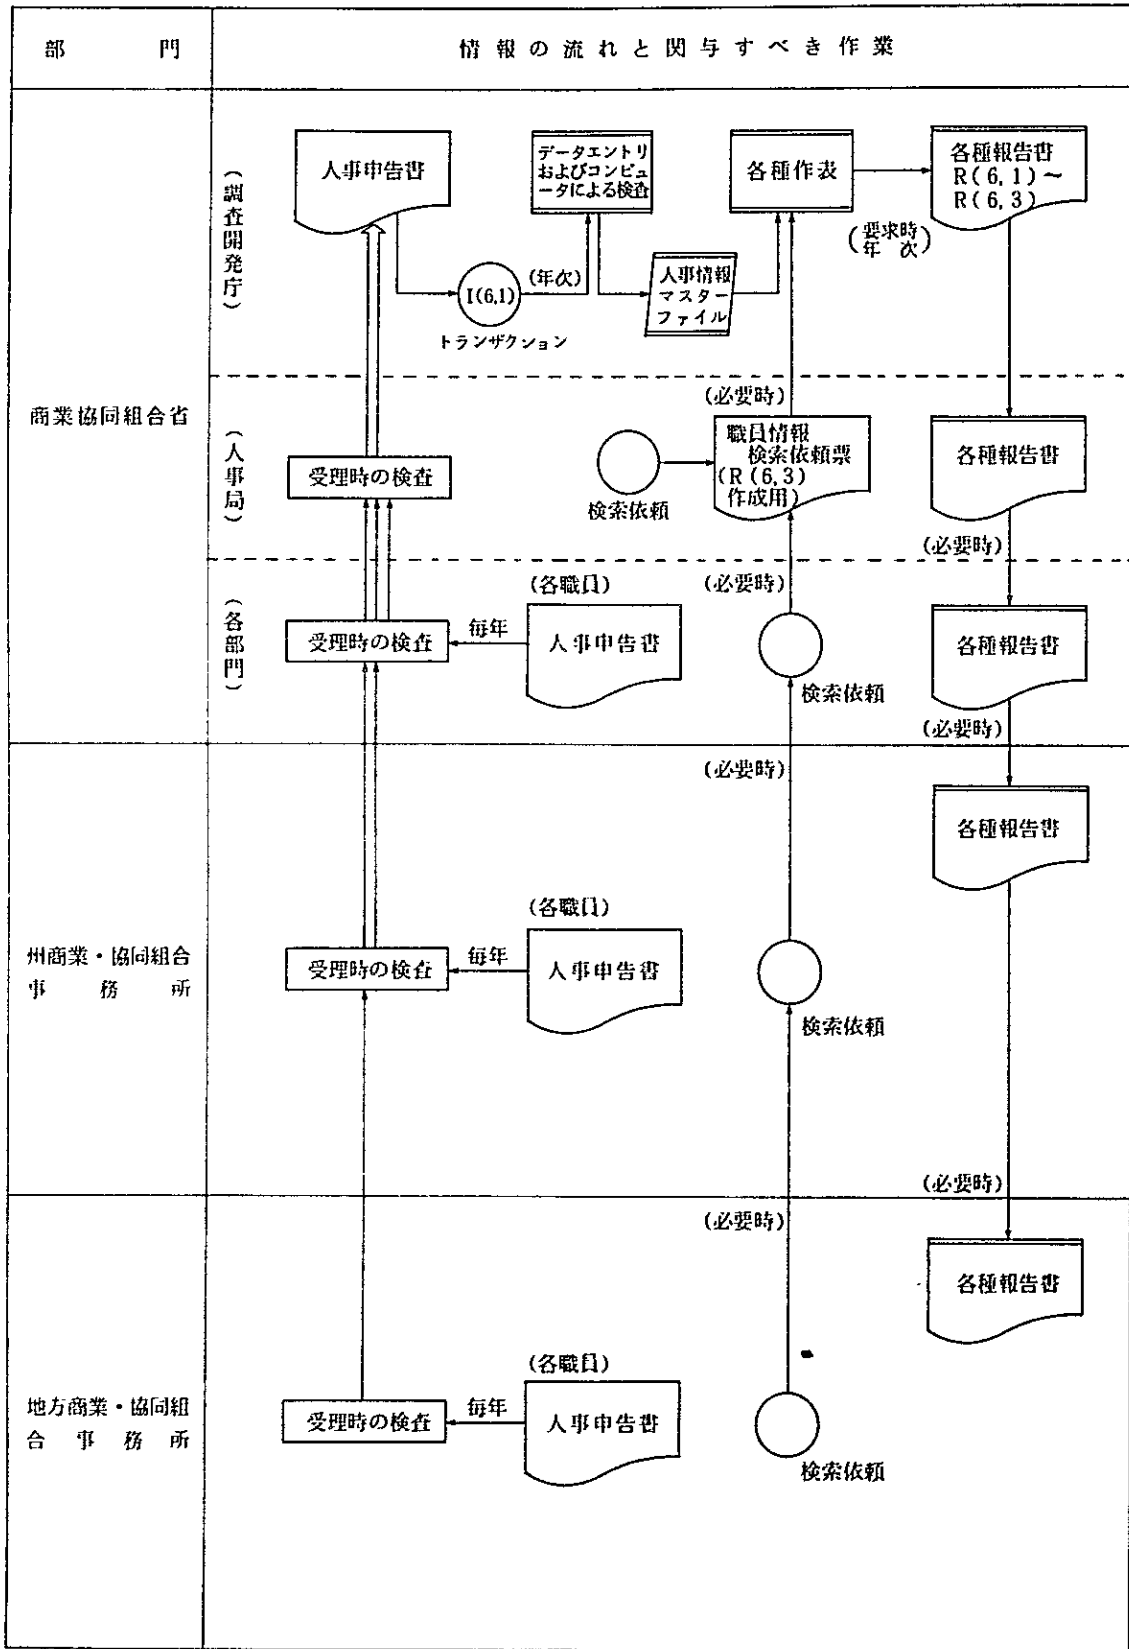 部　　　門
情報の流れと関与すべき作業
商業協同組合省
(調査開発庁)
人事申告書
I(6,1)
トランザクション
(年次)
データエントリ
およびコンピュ
ータによる検査
人事情報
マスター
ファイル
各種作表
(要求時
年　次)
各種報告書
R(6,1)～
R(6,3)
(人事局)
受理時の検査
検索依頼
(必要時)
職員情報
検索依頼票
(R(6,3)
作成用)
各種報告書
(必要時)
(各部門)
受理時の検査
毎年
(各職員)
人事申告書
(必要時)
検索依頼
各種報告書
(必要時)
州商業・協同組合
事　務　所
受理時の検査
毎年
(各職員)
人事申告書
(必要時)
検索依頼
各種報告書
(必要時)
地方商業・協同組
合　事　務　所
受理時の検査
毎年
(各職員)
人事申告書
(必要時)
検索依頼
各種報告書